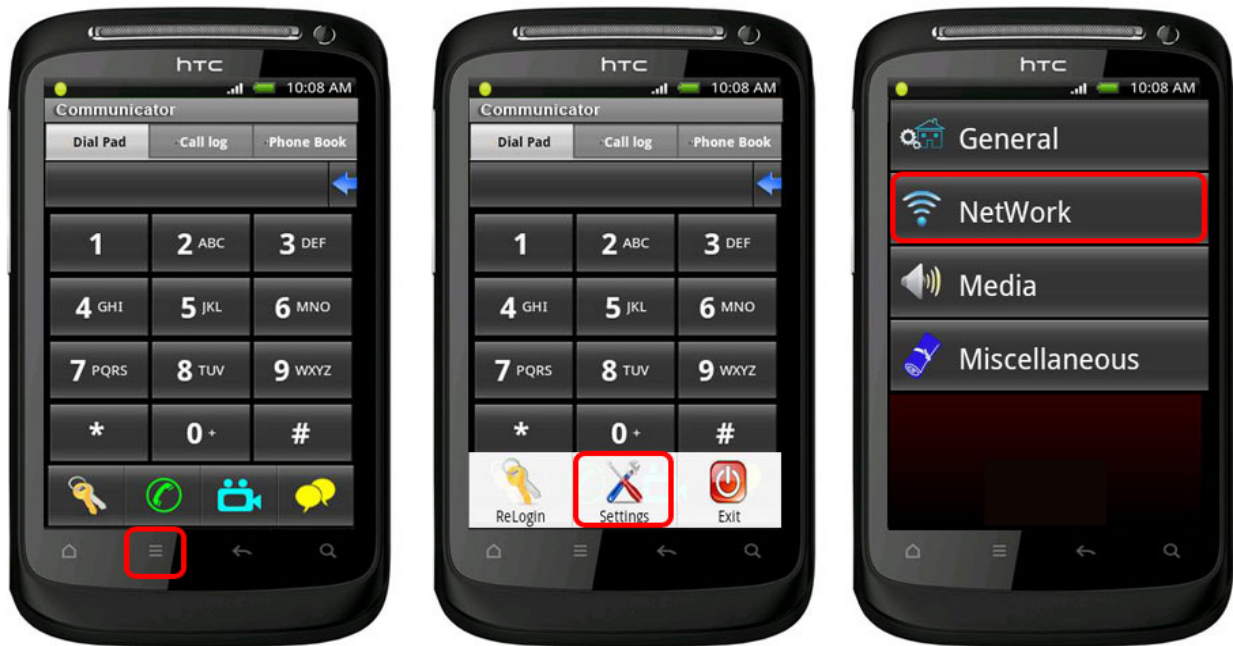 hTC
10:08 AM
Communicator
Dial Pad Call log Phone Book
1 2 ABC 3 DEF
4 GHI 5 JKL 6 MNO
7 PQRS 8 TUV 9 WXYZ
* 0 + #
hTC
10:08 AM
Communicator
Dial Pad Call log Phone Book
1 2 ABC 3 DEF
4 GHI 5 JKL 6 MNO
7 PQRS 8 TUV 9 WXYZ
* 0 + #
ReLogin Settings Exit
hTC
10:08 AM
General
NetWork
Media
Miscellaneous